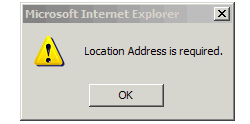 Microsoft Internet Explorer
Location Address is required.
OK